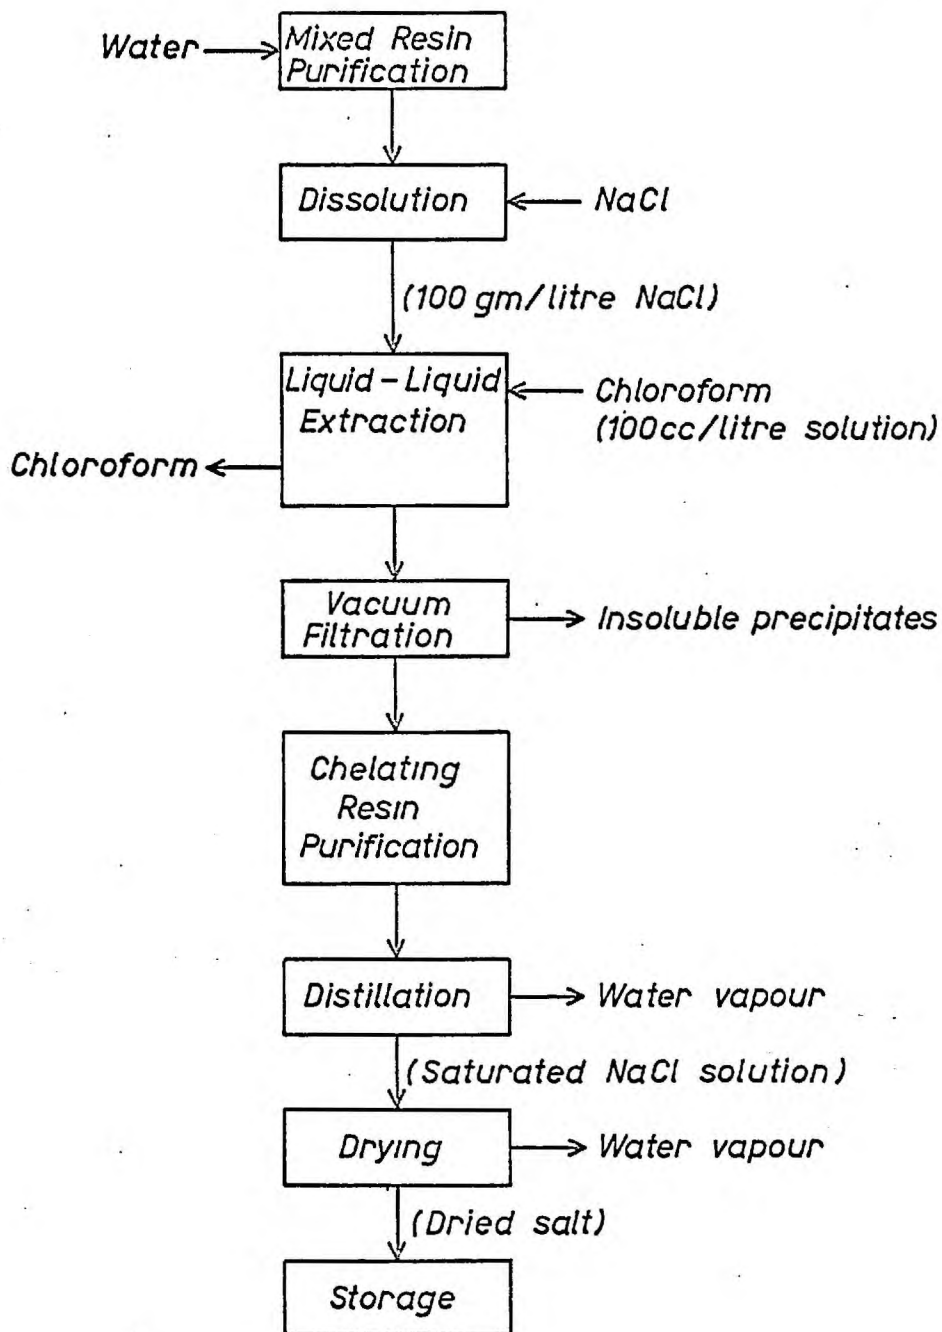 Water
Mixed Resin
Purification
Dissolution
NaCl
(100 gm/litre NaCl)
Liquid-Liquid
Extraction
Chloroform
(100cc/litre solution)
Chloroform
Vacuum
Filtration
Insoluble precipitates
Chelating
Resin
Purification
Distillation
Water vapour
(Saturated NaCl solution)
Drying
Water vapour
(Dried salt)
Storage